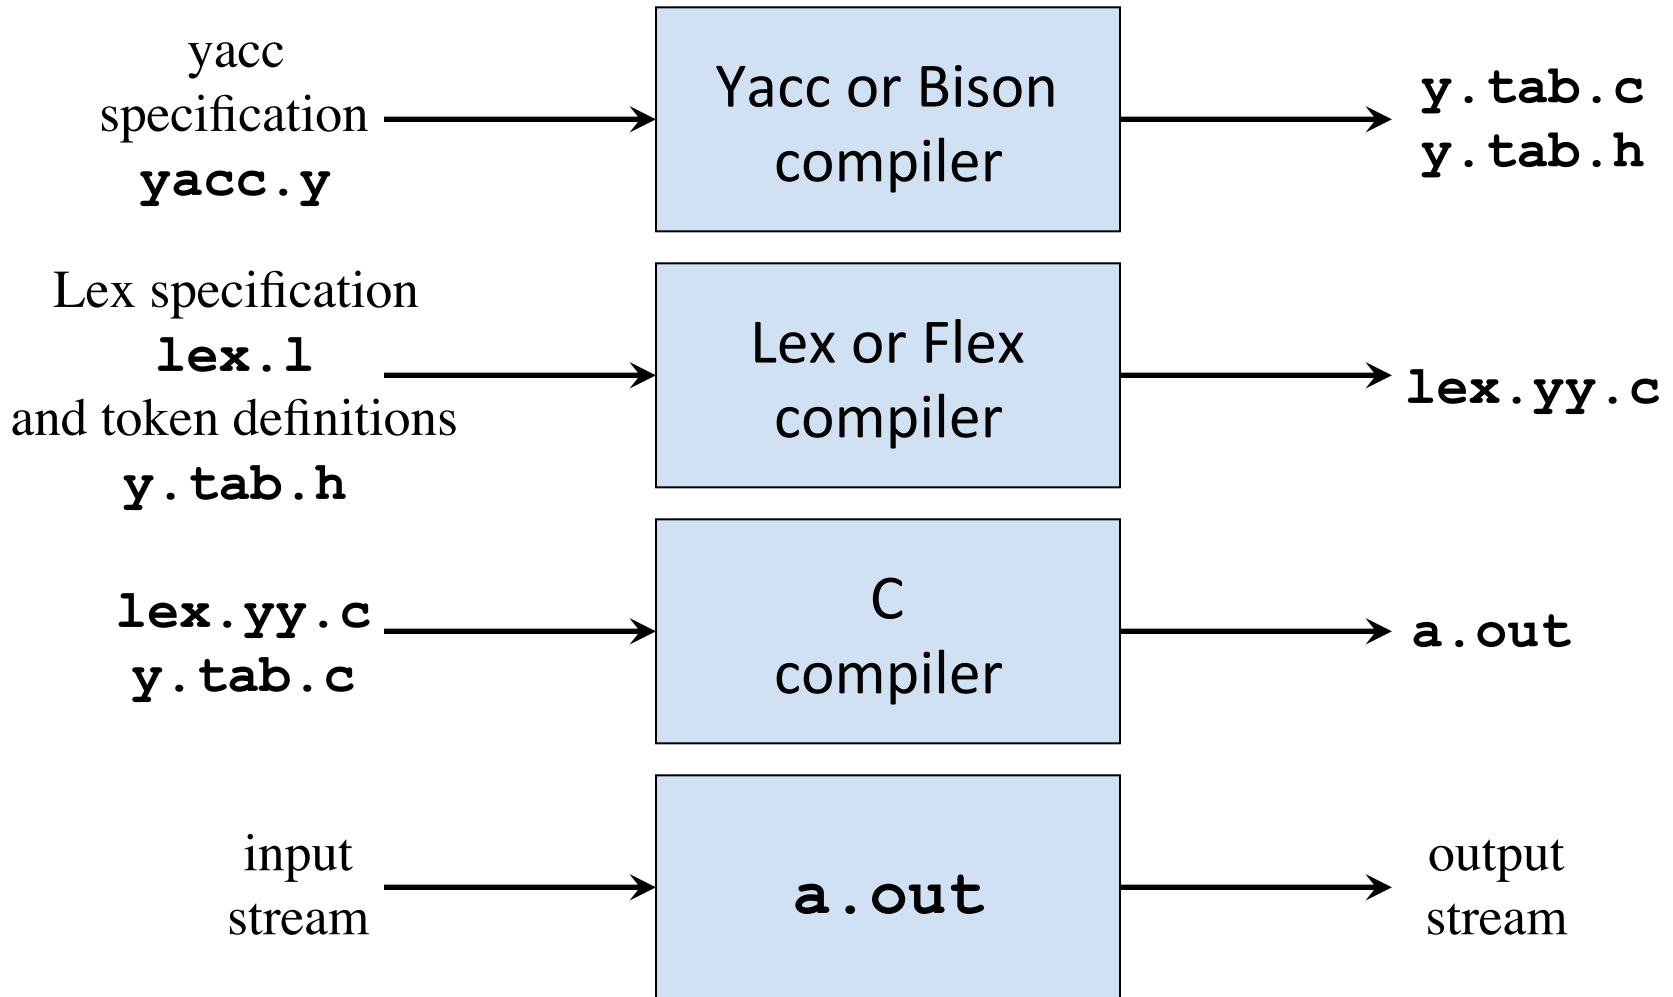 yacc
specification
yacc.y
Yacc or Bison
compiler
y.tab.c
y.tab.h
Lex specification
lex.l
and token definitions
y.tab.h
Lex or Flex
compiler
lex.yy.c
lex.yy.c
y.tab.c
C
compiler
a.out
input
stream
a.out
output
stream